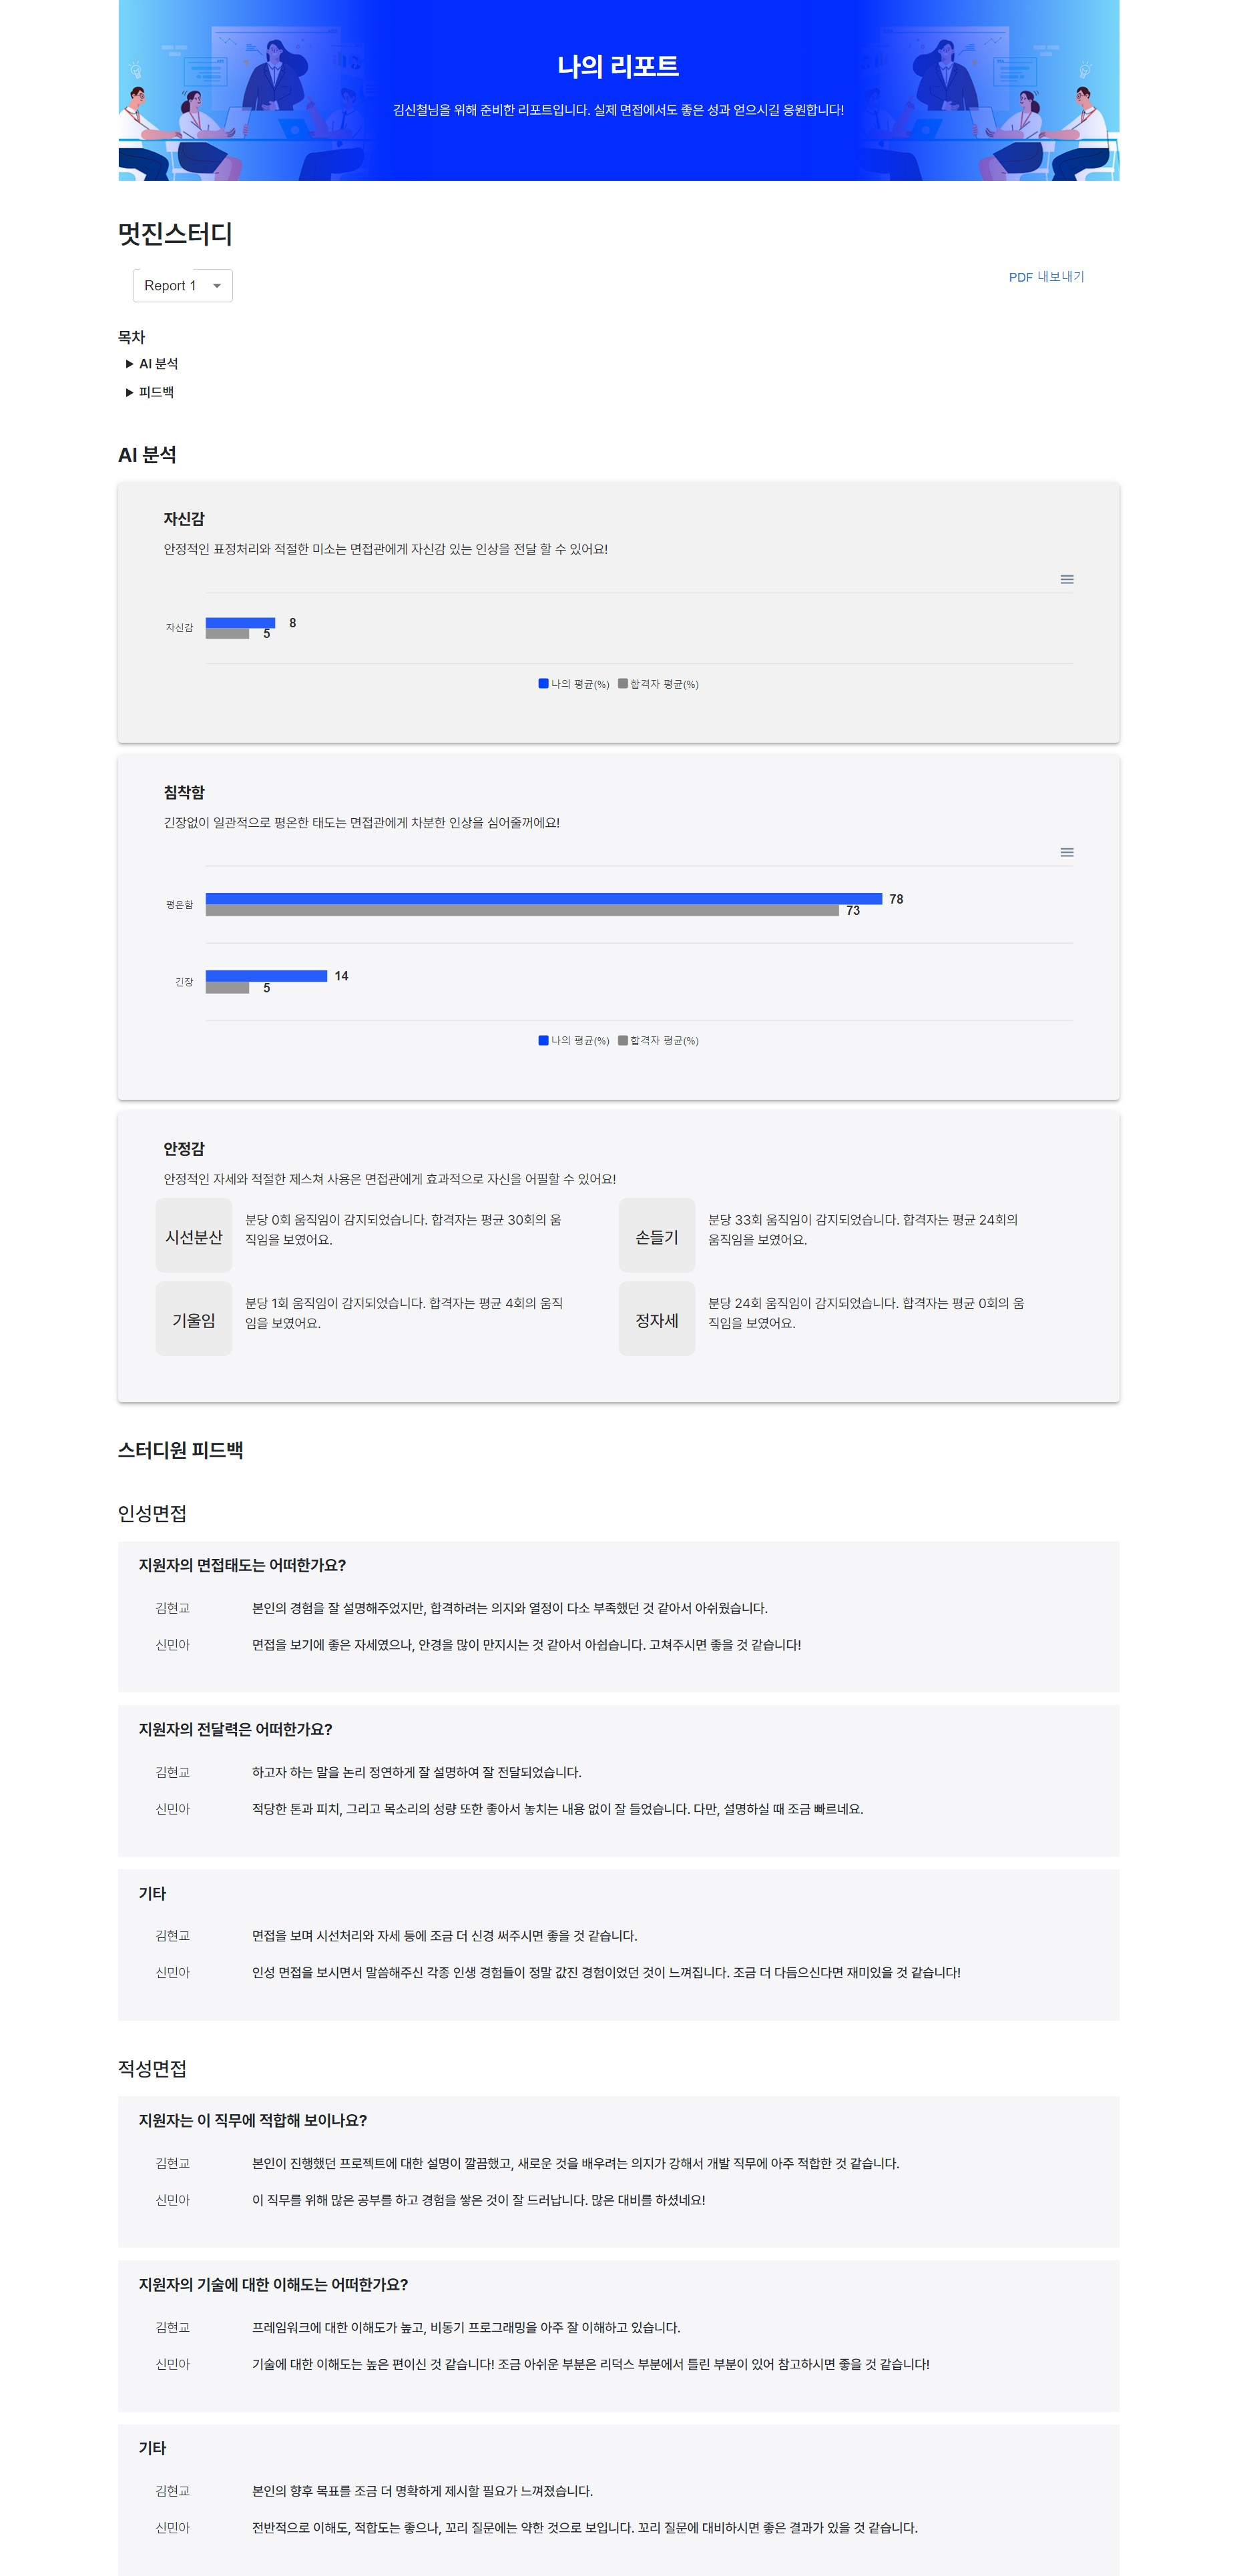 나의 리포트
김신철님을 위해 준비한 리포트입니다. 실제 면접에서도 좋은 성과 얻으시길 응원합니다!
멋진스터디
Report 1
PDF 내보내기
목차
▶ AI 분석
▶ 피드백
AI 분석
자신감
안정적인 표정처리와 적절한 미소는 면접관에게 자신감 있는 인상을 전달 할 수 있어요!
자신감
8
5
나의 평균(%) 합격자 평균(%)
침착함
긴장없이 일관적으로 평온한 태도는 면접관에게 차분한 인상을 심어줄꺼에요!
평온함
78
73
긴장
14
5
나의 평균(%) 합격자 평균(%)
안정감
안정적인 자세와 적절한 제스쳐 사용은 면접관에게 효과적으로 자신을 어필할 수 있어요!
시선분산
분당 0회 움직임이 감지되었습니다. 합격자는 평균 30회의 움
직임을 보였어요.
손들기
분당 33회 움직임이 감지되었습니다. 합격자는 평균 24회의
움직임을 보였어요.
기울임
분당 1회 움직임이 감지되었습니다. 합격자는 평균 4회의 움직
임을 보였어요.
정자세
분당 24회 움직임이 감지되었습니다. 합격자는 평균 0회의 움
직임을 보였어요.
스터디원 피드백
인성면접
지원자의 면접태도는 어떠한가요?
김현교 본인의 경험을 잘 설명해주었지만, 합격하려는 의지와 열정이 다소 부족했던 것 같아서 아쉬웠습니다.
신민아 면접을 보기에 좋은 자세였으나, 안경을 많이 만지시는 것 같아서 아쉽습니다. 고쳐주시면 좋을 것 같습니다!
지원자의 전달력은 어떠한가요?
김현교 하고자 하는 말을 논리 정연하게 잘 설명하여 잘 전달되었습니다.
신민아 적당한 톤과 피치, 그리고 목소리의 성량 또한 좋아서 놓치는 내용 없이 잘 들었습니다. 다만, 설명하실 때 조금 빠르네요.
기타
김현교 면접을 보며 시선처리와 자세 등에 조금 더 신경 써주시면 좋을 것 같습니다.
신민아 인성 면접을 보시면서 말씀해주신 각종 인생 경험들이 정말 값진 경험이었던 것이 느껴집니다. 조금 더 다듬으신다면 재미있을 것 같습니다!
적성면접
지원자는 이 직무에 적합해 보이나요?
김현교 본인이 진행했던 프로젝트에 대한 설명이 깔끔했고, 새로운 것을 배우려는 의지가 강해서 개발 직무에 아주 적합한 것 같습니다.
신민아 이 직무를 위해 많은 공부를 하고 경험을 쌓은 것이 잘 드러납니다. 많은 대비를 하셨네요!
지원자의 기술에 대한 이해도는 어떠한가요?
김현교 프레임워크에 대한 이해도가 높고, 비동기 프로그래밍을 아주 잘 이해하고 있습니다.
신민아 기술에 대한 이해도는 높은 편이신 것 같습니다! 조금 아쉬운 부분은 리덕스 부분에서 틀린 부분이 있어 참고하시면 좋을 것 같습니다!
기타
김현교 본인의 향후 목표를 조금 더 명확하게 제시할 필요가 느껴졌습니다.
신민아 전반적으로 이해도, 적합도는 좋으나, 꼬리 질문에는 약한 것으로 보입니다. 꼬리 질문에 대비하시면 좋은 결과가 있을 것 같습니다.